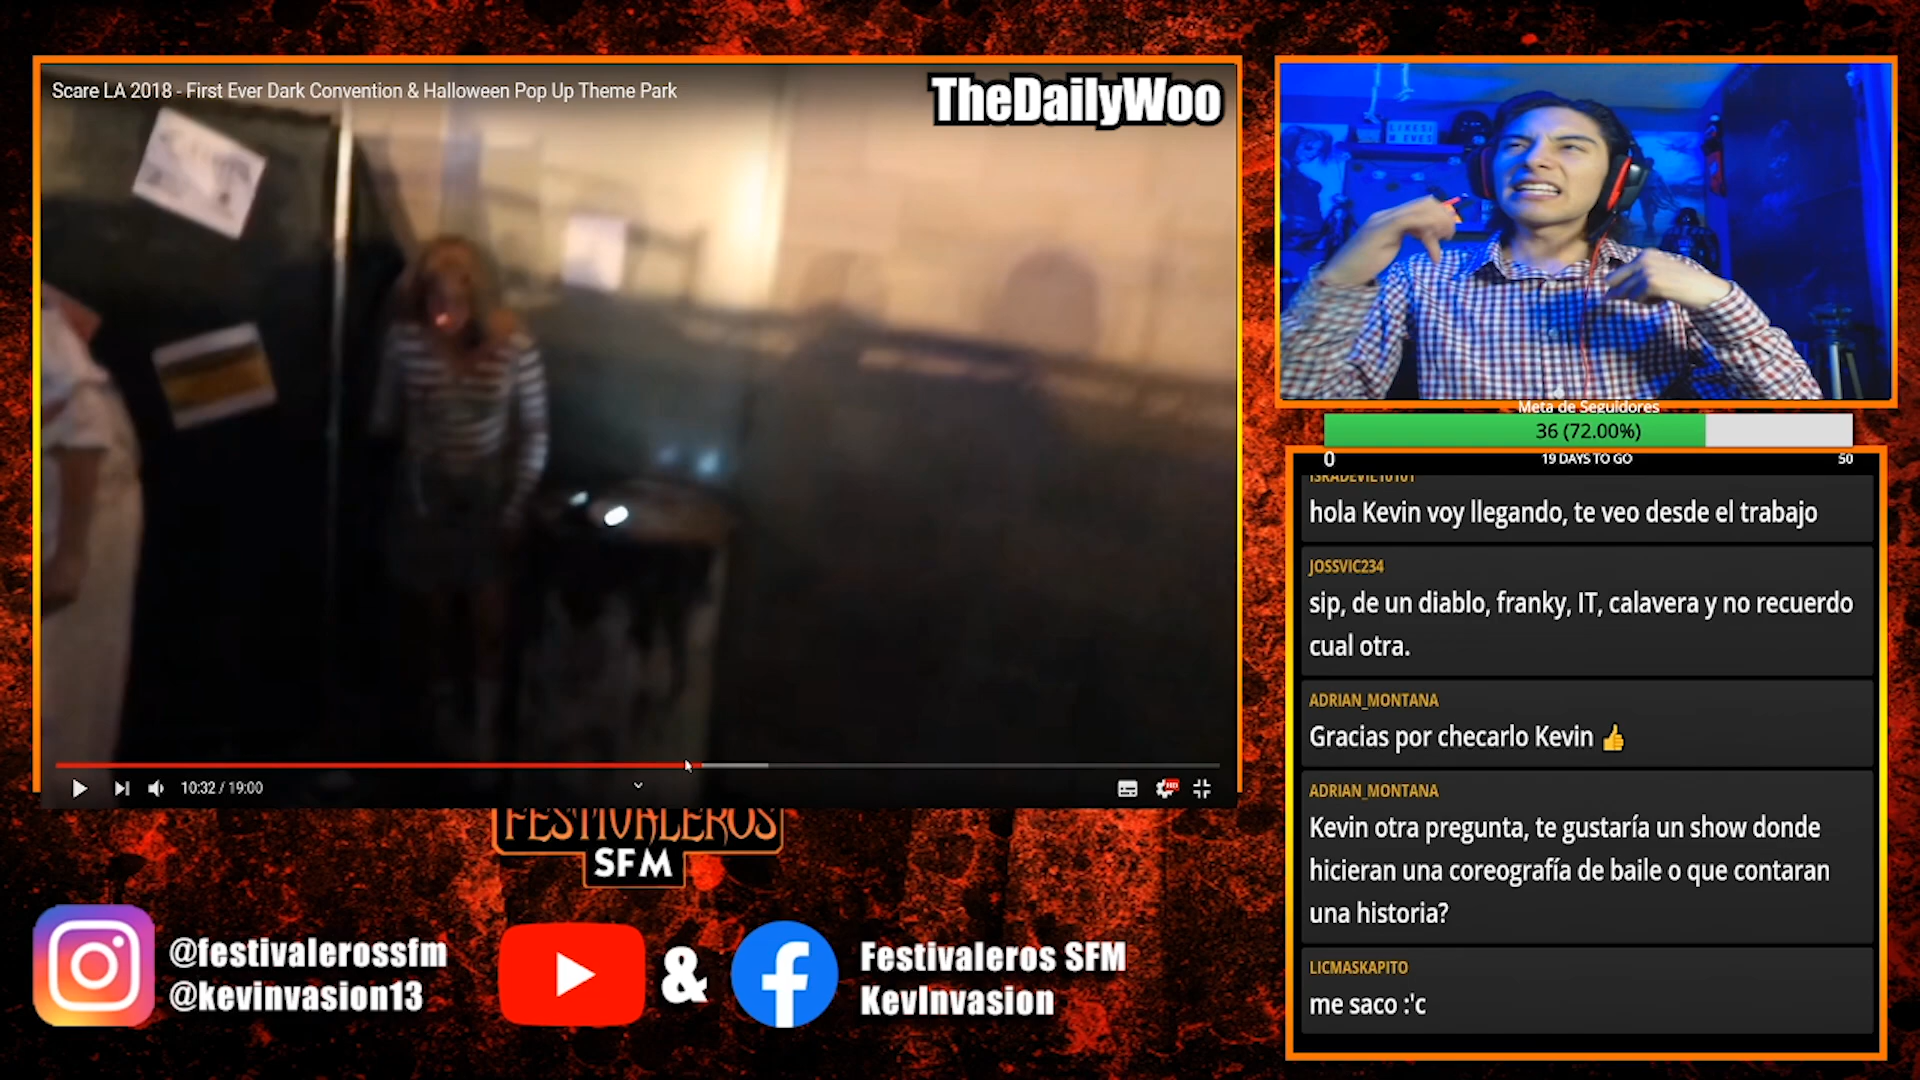 Scare LA 2018 - First Ever Dark Convention & Halloween Pop Up Theme Park
TheDailyWoo
10:32 / 19:00
HD
FESTIVALEROS
SFM
@festivalerossfm
@kevinvasion13
&
Festivaleros SFM
KevInvasion
Meta de Seguidores
36 (72.00%)
0
19 DAYS TO GO
50
ISKADEVIL10101
hola Kevin voy llegando, te veo desde el trabajo
JOSSVIC234
sip, de un diablo, franky, IT, calavera y no recuerdo
cual otra.
ADRIAN_MONTANA
Gracias por checarlo Kevin 👍
ADRIAN_MONTANA
Kevin otra pregunta, te gustaría un show donde
hicieran una coreografía de baile o que contaran
una historia?
LICMASKAPITO
me saco :'c